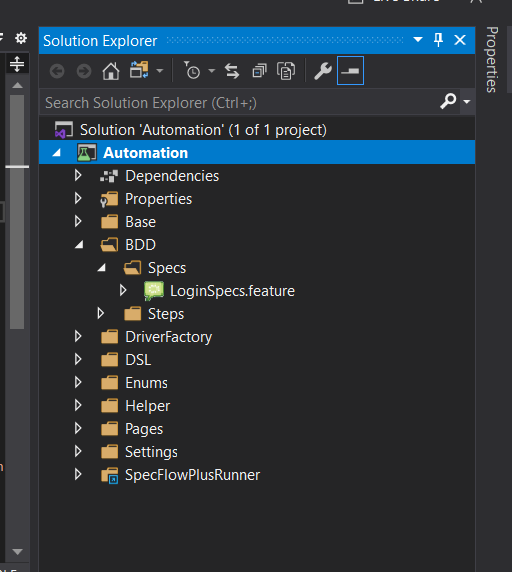 Solution Explorer
Search Solution Explorer (Ctrl+;)
Solution 'Automation' (1 of 1 project)
Automation
Dependencies
Properties
Base
BDD
Specs
LoginSpecs.feature
Steps
DriverFactory
DSL
Enums
Helper
Pages
Settings
SpecFlowPlusRunner
Properties